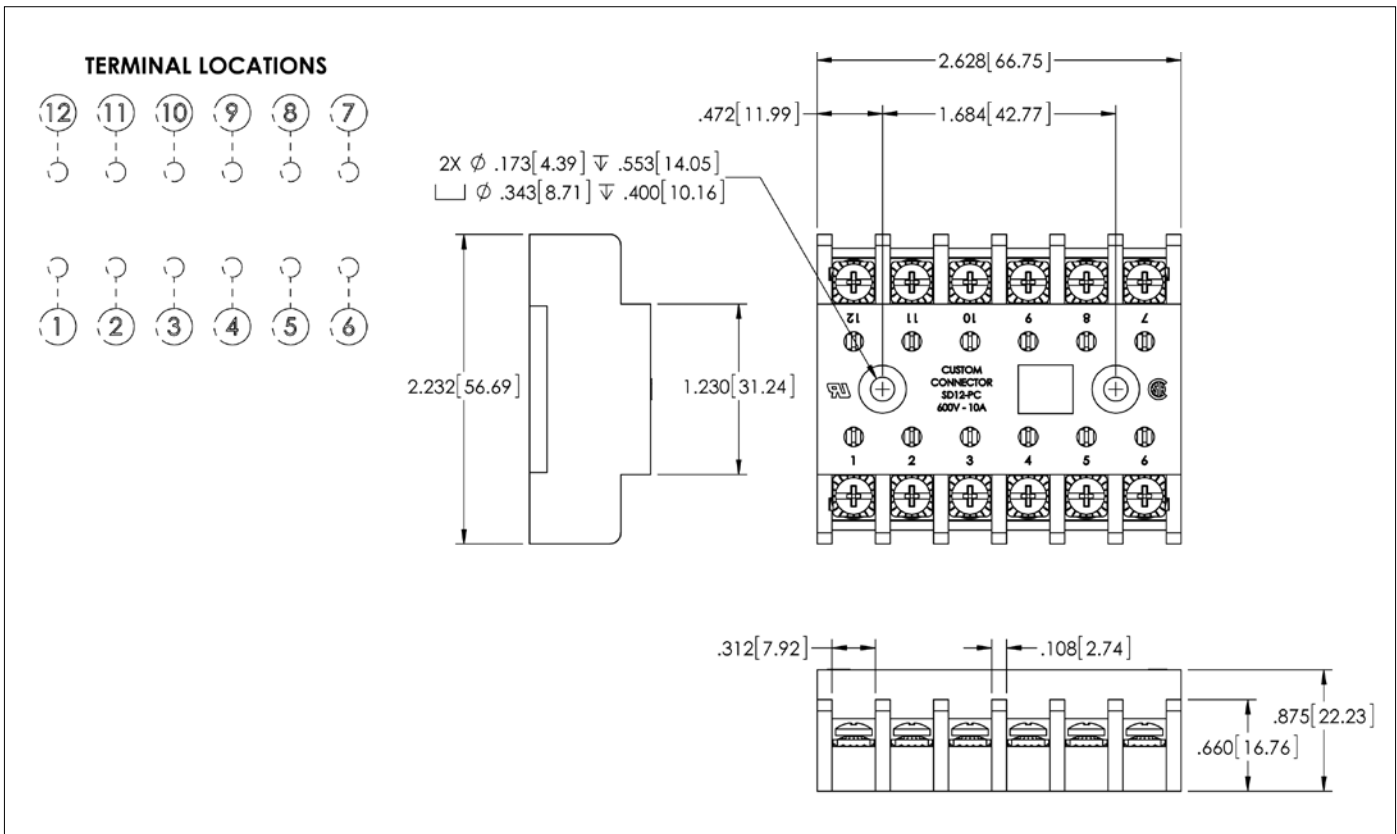 TERMINAL LOCATIONS
12 11 10 9 8 7
1 2 3 4 5 6
2.628[66.75]
.472[11.99] 1.684[42.77]
2X ⌀ .173[4.39] ↧ .553[14.05]
⌴ ⌀ .343[8.71] ↧ .400[10.16]
2.232[56.69]
1.230[31.24]
12 11 10 9 8 7
CUSTOM
CONNECTOR
SD12-PC
600V - 10A
1 2 3 4 5 6
.312[7.92] .108[2.74]
.875[22.23]
.660[16.76]